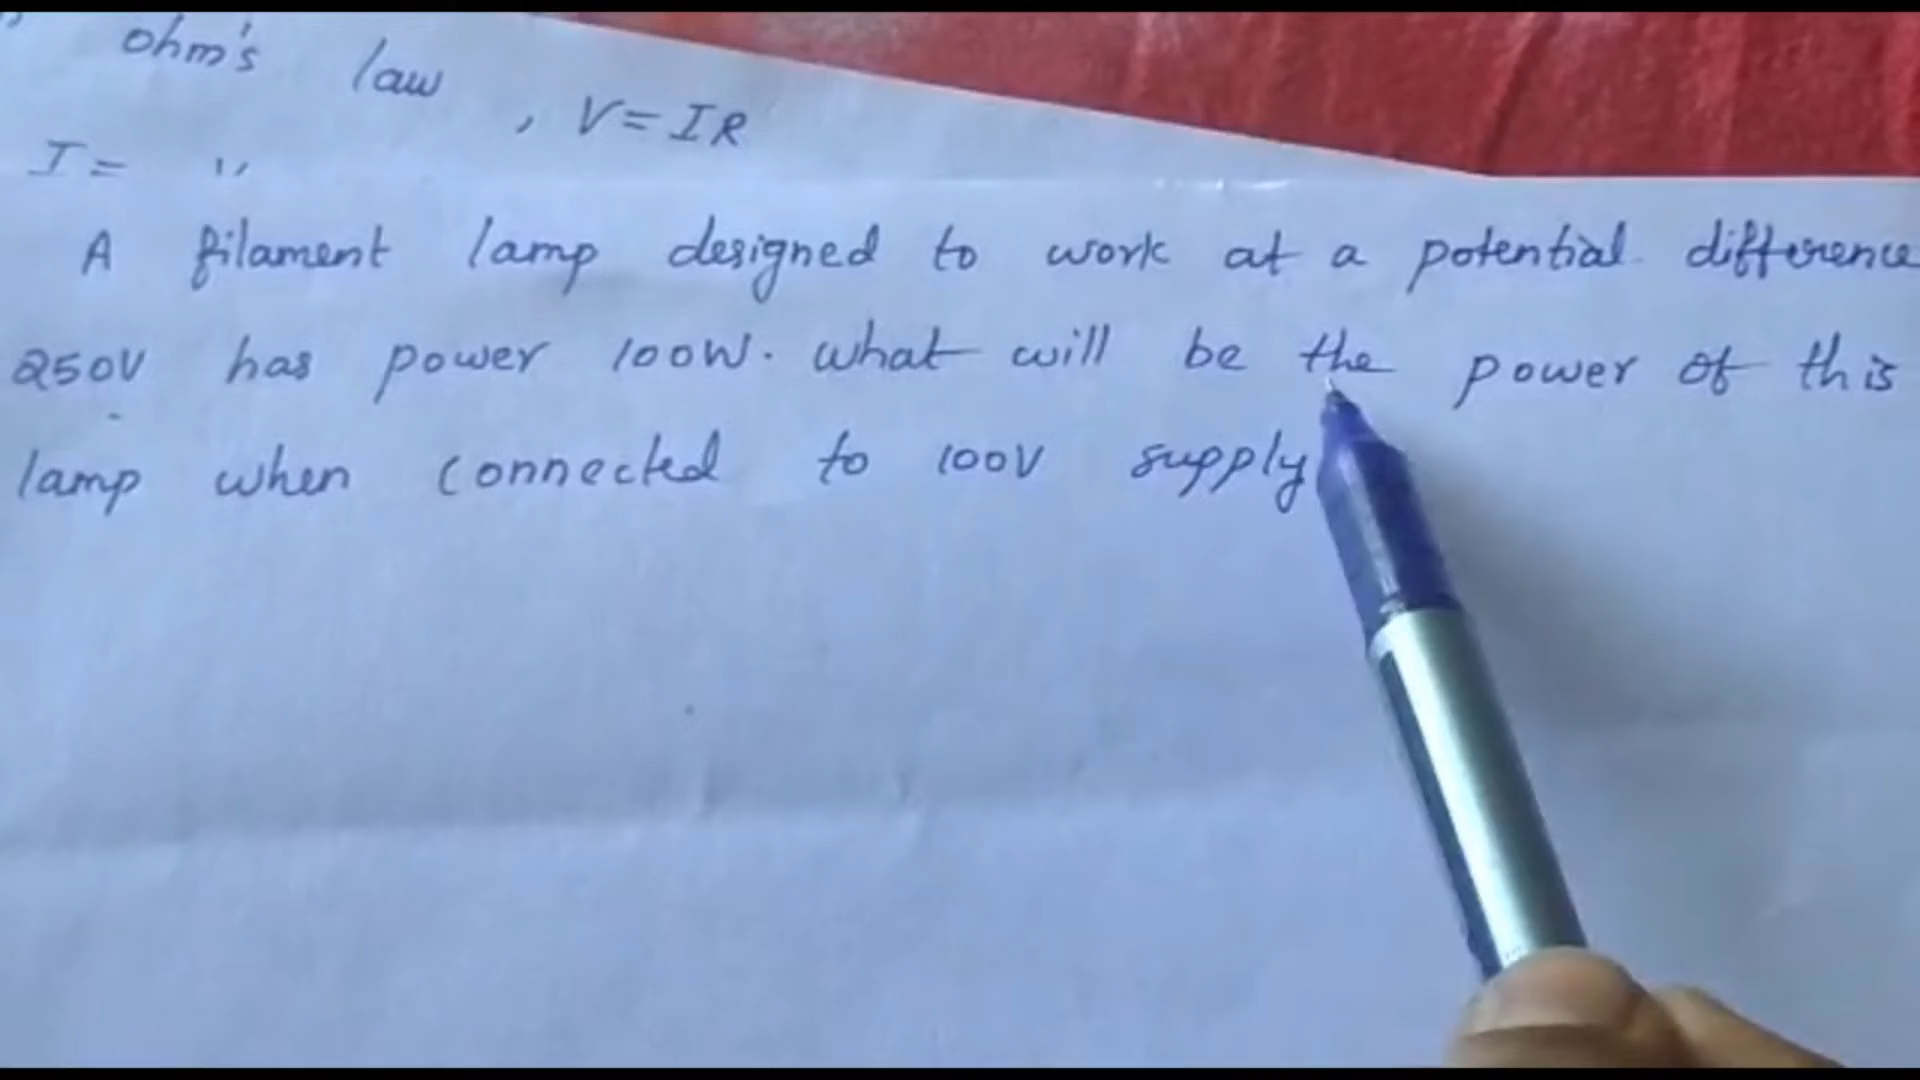 ohm's law , V=IR
I=
A filament lamp designed to work at a potential difference
250V has power 100W. What will be the power of this
lamp when connected to 100V supply